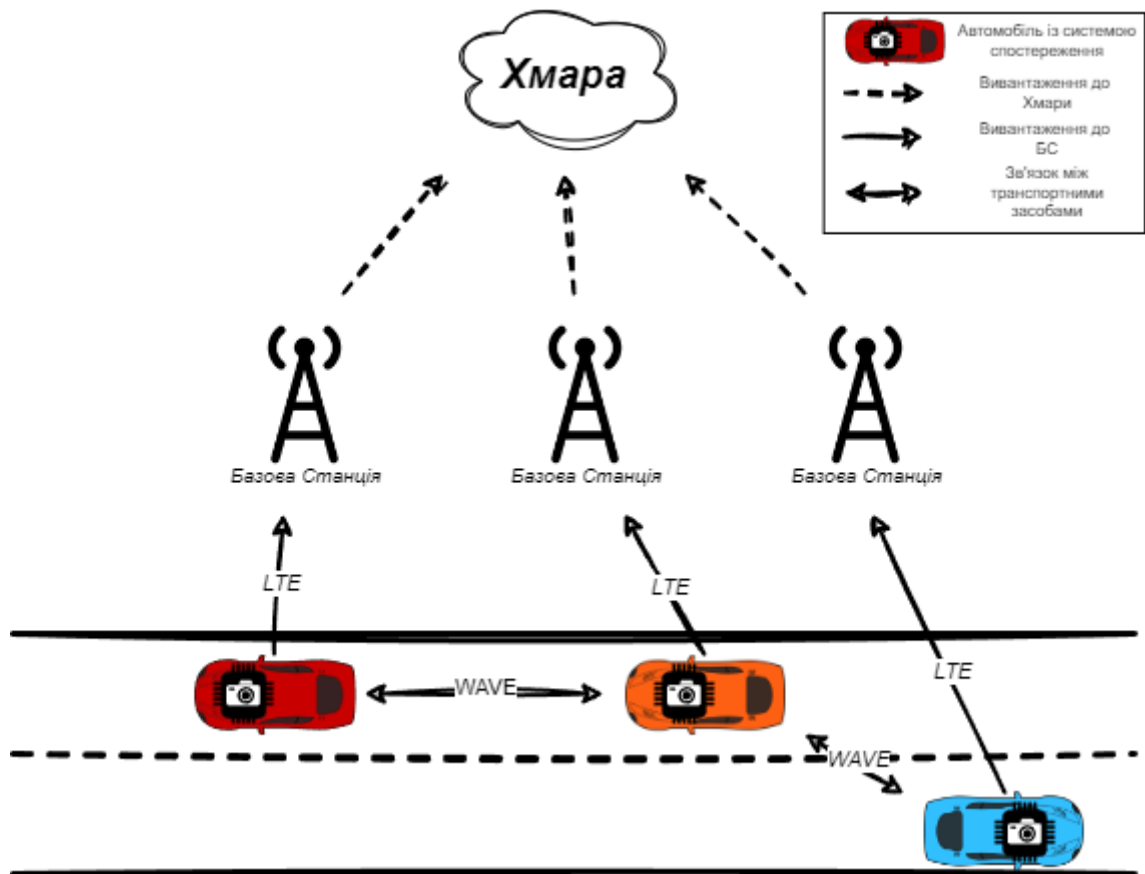 Хмара
Автомобіль із системою
спостереження
Вивантаження до
Хмари
Вивантаження до
БС
Зв'язок між
транспортними
засобами
Базова Станція
Базова Станція
Базова Станція
LTE
LTE
LTE
WAVE
WAVE